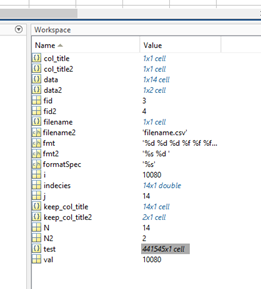 Workspace
Name Value
col_title 1x1 cell
col_title2 1x1 cell
data 1x14 cell
data2 1x2 cell
fid 3
fid2 4
filename 1x1 cell
filename2 'filename.csv'
fmt '%d %d %d %f %f %f...
fmt2 '%s %d '
formatSpec '%s'
i 10080
indecies 14x1 double
j 14
keep_col_title 14x1 cell
keep_col_title2 2x1 cell
N 14
N2 2
test 441545x1 cell
val 10080